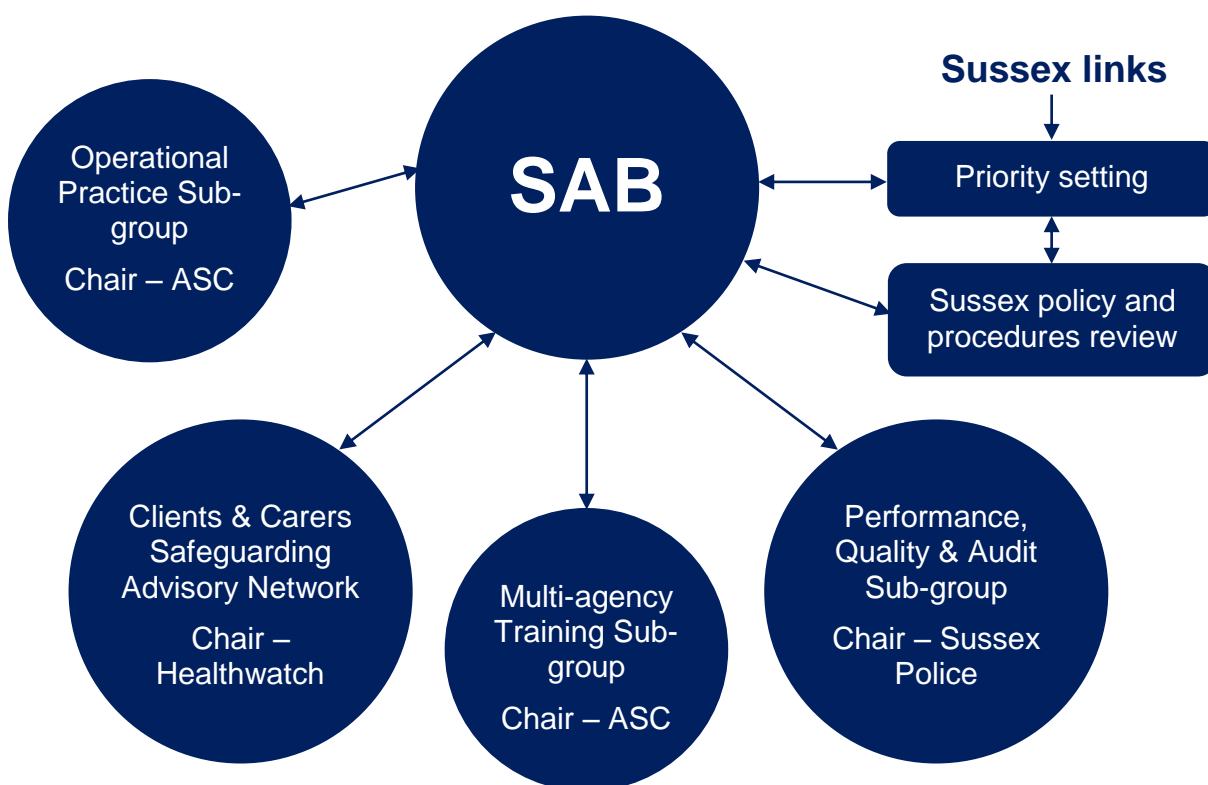 SAB
Sussex links
Priority setting
Sussex policy and
procedures review
Operational
Practice Sub-
group
Chair – ASC
Clients & Carers
Safeguarding
Advisory Network
Chair –
Healthwatch
Multi-agency
Training Sub-
group
Chair – ASC
Performance,
Quality & Audit
Sub-group
Chair – Sussex
Police